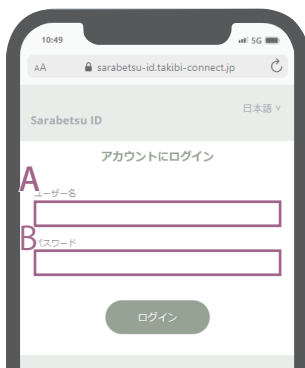 10:49
5G
AA
sarabetsu-id.takibi-connect.jp
日本語
Sarabetsu ID
アカウントにログイン
A
ユーザー名
B
パスワード
ログイン